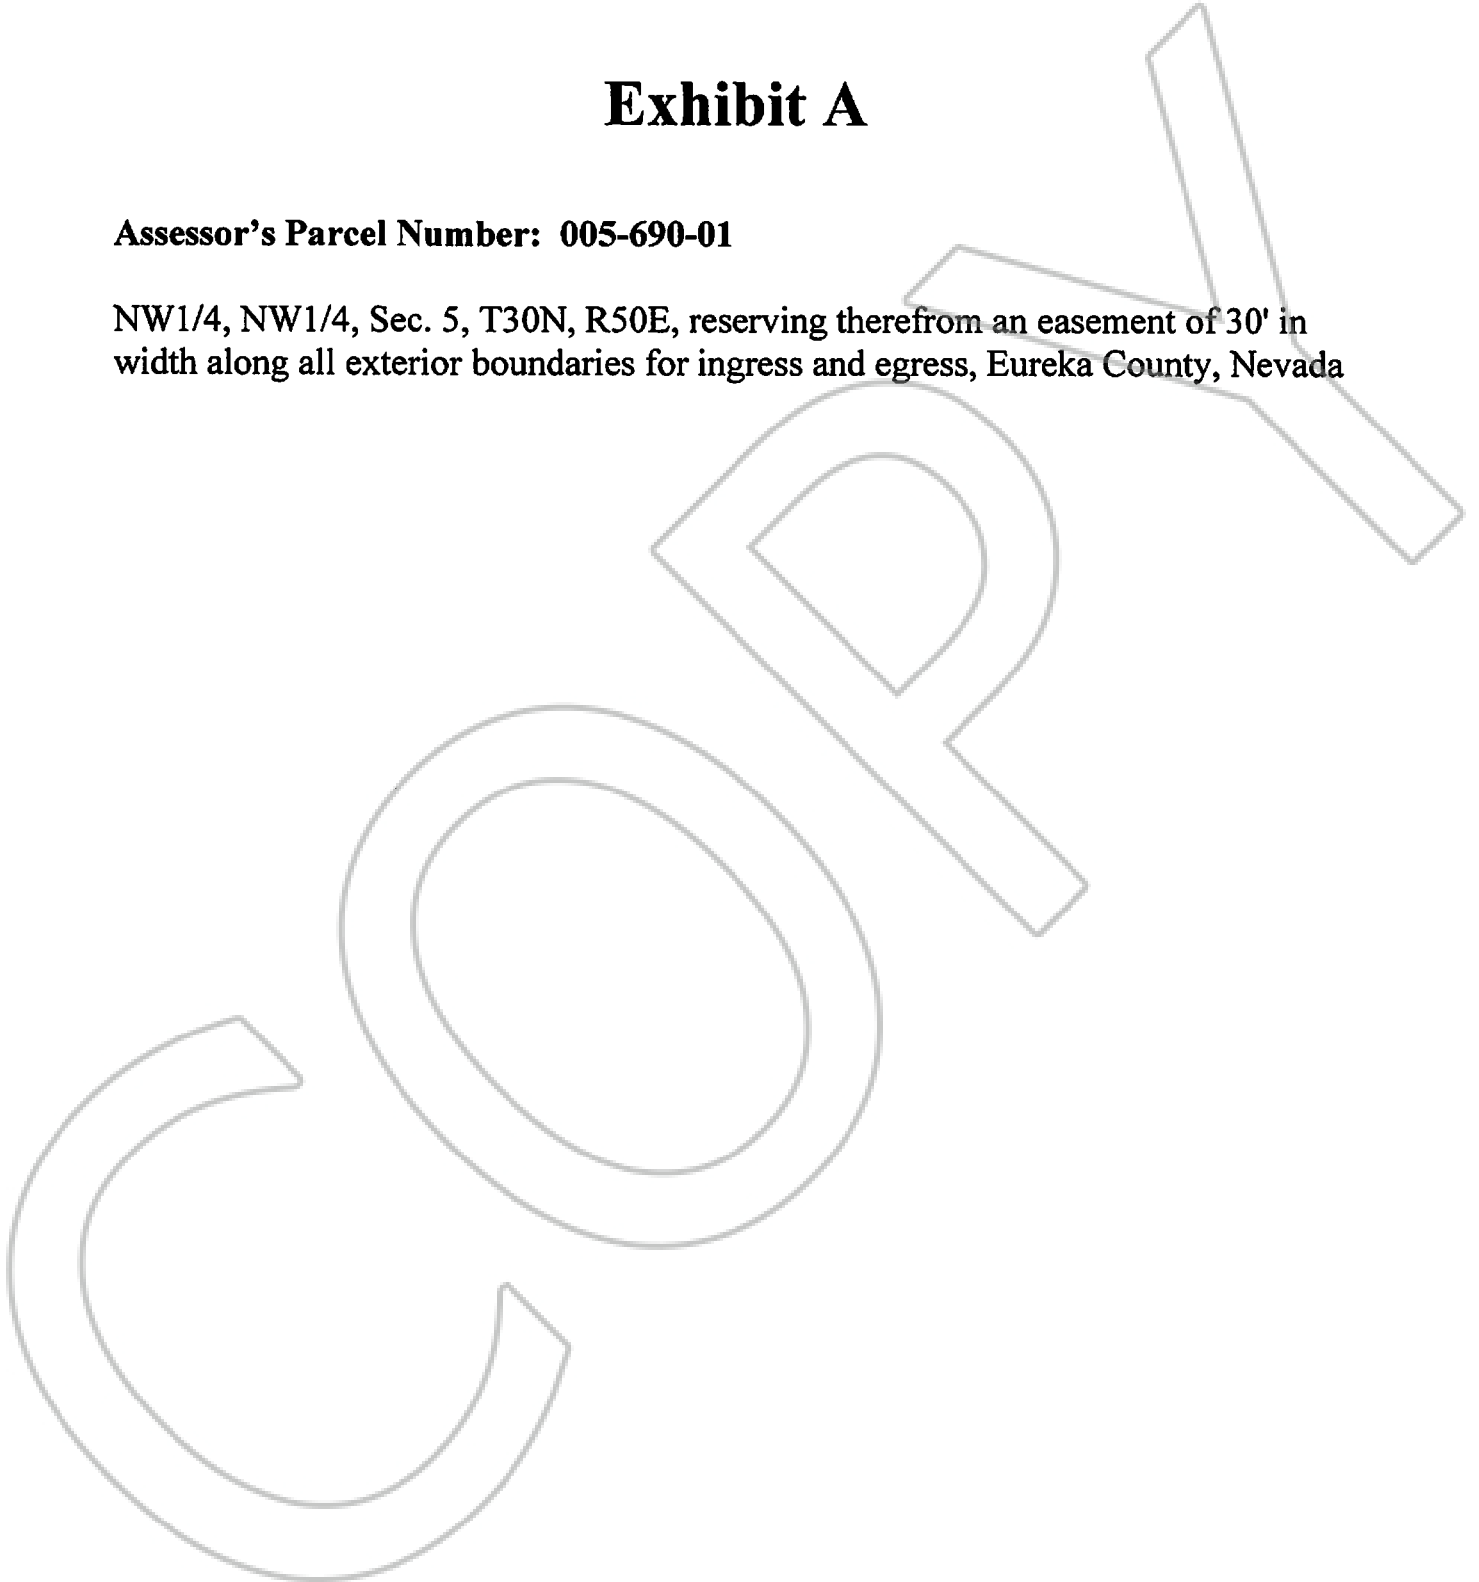 Exhibit A
Assessor's Parcel Number: 005-690-01
NW1/4, NW1/4, Sec. 5, T30N, R50E, reserving therefrom an easement of 30' in
width along all exterior boundaries for ingress and egress, Eureka County, Nevada
COPY